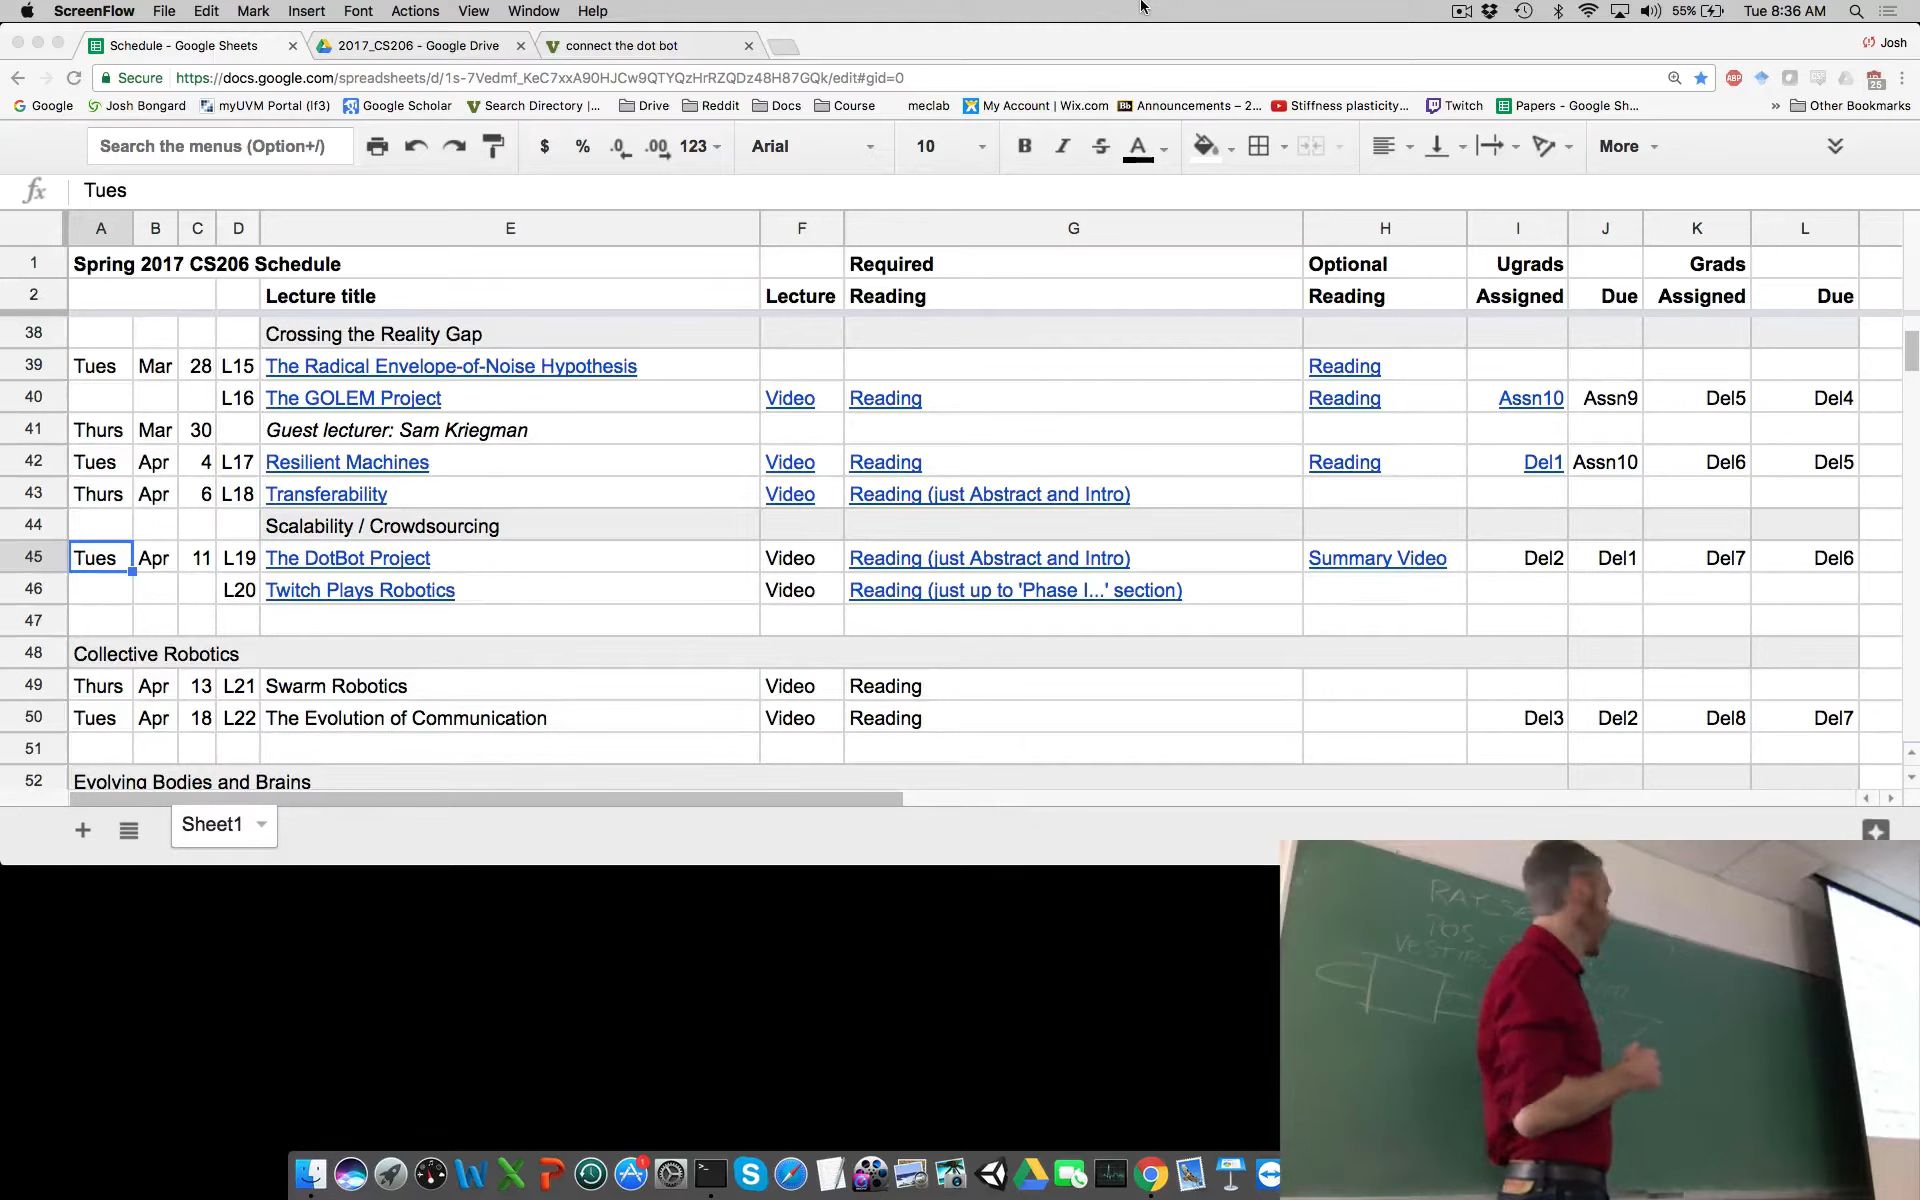 ScreenFlow File Edit Mark Insert Font Actions View Window Help 55% Tue 8:36 AM
Schedule - Google Sheets 2017_CS206 - Google Drive connect the dot bot Josh
Secure https://docs.google.com/spreadsheets/d/1s-7Vedmf_KeC7xxA90HJCw9QTYQzHrRZQDz48H87GQk/edit#gid=0 ABP 25
Google Josh Bongard myUVM Portal (lf3) Google Scholar Search Directory |... Drive Reddit Docs Course meclab My Account | Wix.com Bb Announcements – 2... Stiffness plasticity... Twitch Papers - Google Sh... » Other Bookmarks
Search the menus (Option+/) $ % .0 .00 123 Arial 10 B I S A More
fx Tues
A B C D E F G H I J K L
1 Spring 2017 CS206 Schedule Required Optional Ugrads Grads
2 Lecture title Lecture Reading Reading Assigned Due Assigned Due
38 Crossing the Reality Gap
39 Tues Mar 28 L15 The Radical Envelope-of-Noise Hypothesis Reading
40 L16 The GOLEM Project Video Reading Reading Assn10 Assn9 Del5 Del4
41 Thurs Mar 30 Guest lecturer: Sam Kriegman
42 Tues Apr 4 L17 Resilient Machines Video Reading Reading Del1 Assn10 Del6 Del5
43 Thurs Apr 6 L18 Transferability Video Reading (just Abstract and Intro)
44 Scalability / Crowdsourcing
45 Tues Apr 11 L19 The DotBot Project Video Reading (just Abstract and Intro) Summary Video Del2 Del1 Del7 Del6
46 L20 Twitch Plays Robotics Video Reading (just up to 'Phase I...' section)
47
48 Collective Robotics
49 Thurs Apr 13 L21 Swarm Robotics Video Reading
50 Tues Apr 18 L22 The Evolution of Communication Video Reading Del3 Del2 Del8 Del7
51
52 Evolving Bodies and Brains
Sheet1